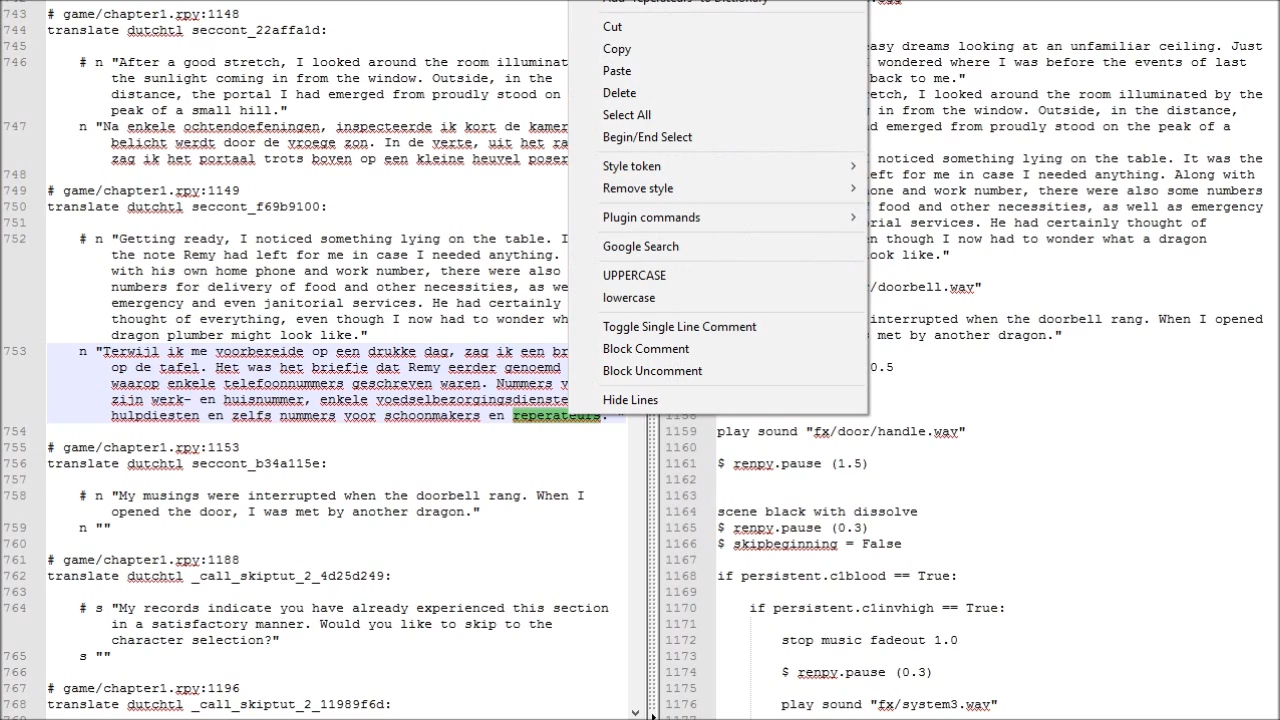 743 # game/chapter1.rpy:1148
744 translate dutchtl seccont_22affa1d:
745
746 # n "After a good stretch, I looked around the room
the sunlight coming in from the window. Outside, in the
distance, the portal I had emerged from proudly stood on
peak of a small hill."
747 n "Na enkele ochtendoefeningen, inspecteerde ik kort de
belicht werdt door de vroege zon. In de verte, uit het
zag ik het portaal trots boven op een kleine heuvel
748
749 # game/chapter1.rpy:1149
750 translate dutchtl seccont_f69b9100:
751
752 # n "Getting ready, I noticed something lying on the table.
the note Remy had left for me in case I needed anything.
with his own home phone and work number, there were also
numbers for delivery of food and other necessities, as
emergency and even janitorial services. He had certainly
thought of everything, even though I now had to wonder
dragon plumber might look like."
753 n "Terwijl ik me voorbereide op een drukke dag, zag ik een
op de tafel. Het was het briefje dat Remy eerder genoemd
waarop enkele telefoonnummers geschreven waren. Nummers
zijn werk- en huisnummer, enkele
hulpdiesten en zelfs nummers voor schoonmakers en reperateurs. "
754
755 # game/chapter1.rpy:1153
756 translate dutchtl seccont_b34a115e:
757
758 # n "My musings were interrupted when the doorbell rang. When I
opened the door, I was met by another dragon."
759 n ""
760
761 # game/chapter1.rpy:1188
762 translate dutchtl _call_skiptut_2_4d25d249:
763
764 # s "My records indicate you have already experienced this section
in a satisfactory manner. Would you like to skip to the
character selection?"
765 s ""
766
767 # game/chapter1.rpy:1196
768 translate dutchtl _call_skiptut_2_11989f6d:
Cut
Copy
Paste
Delete
Select All
Begin/End Select
Style token
Remove style
Plugin commands
Google Search
UPPERCASE
lowercase
Toggle Single Line Comment
Block Comment
Block Uncomment
Hide Lines
dreams looking at an unfamiliar ceiling. Just
wondered where I was before the events of last
back to me."
I looked around the room illuminated by the
in from the window. Outside, in the distance,
emerged from proudly stood on the peak of a
noticed something lying on the table. It was the
left for me in case I needed anything. Along with
and work number, there were also some numbers
food and other necessities, as well as emergency
services. He had certainly thought of
though I now had to wonder what a dragon
look like."
/doorbell.wav"
interrupted when the doorbell rang. When I opened
met by another dragon."
0.5
1158
1159 play sound "fx/door/handle.wav"
1160
1161 $ renpy.pause (1.5)
1162
1163
1164 scene black with dissolve
1165 $ renpy.pause (0.3)
1166 $ skipbeginning = False
1167
1168 if persistent.c1blood == True:
1169
1170 if persistent.c1invhigh == True:
1171
1172 stop music fadeout 1.0
1173
1174 $ renpy.pause (0.3)
1175
1176 play sound "fx/system3.wav"